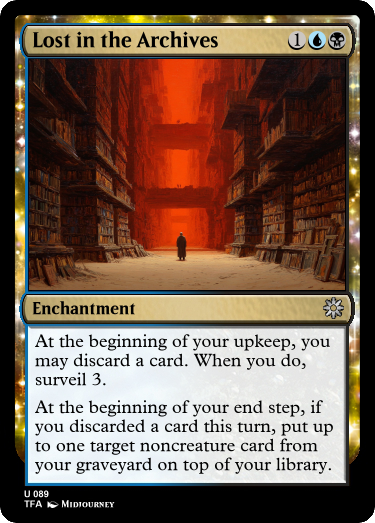 Lost in the Archives 1
Enchantment
At the beginning of your upkeep, you
may discard a card. When you do,
surveil 3.
At the beginning of your end step, if
you discarded a card this turn, put up
to one target noncreature card from
your graveyard on top of your library.
U 089
TFA Midjourney